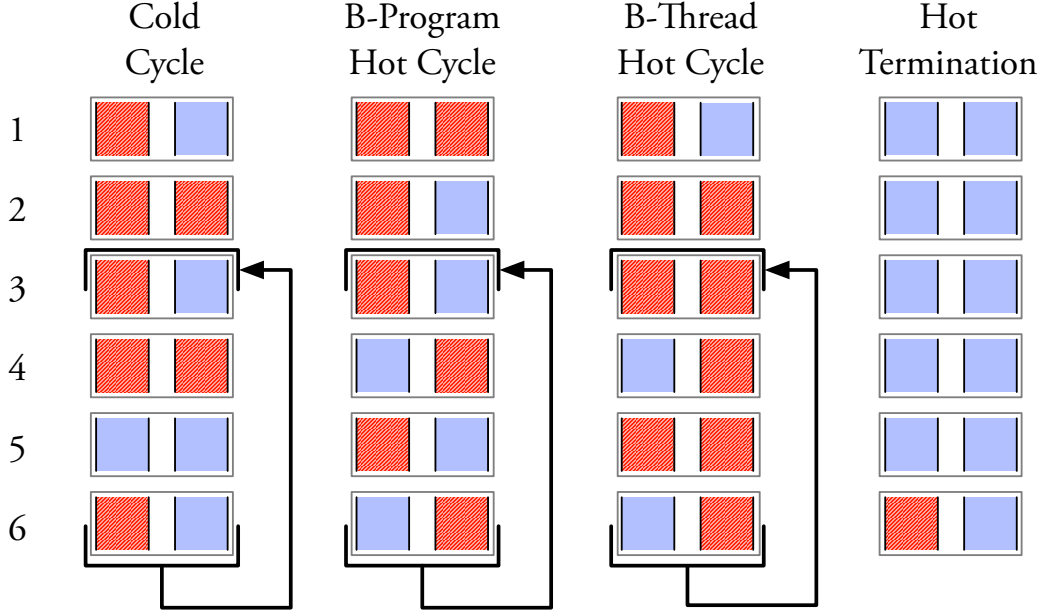 Cold
Cycle
B-Program
Hot Cycle
B-Thread
Hot Cycle
Hot
Termination
1
2
3
4
5
6